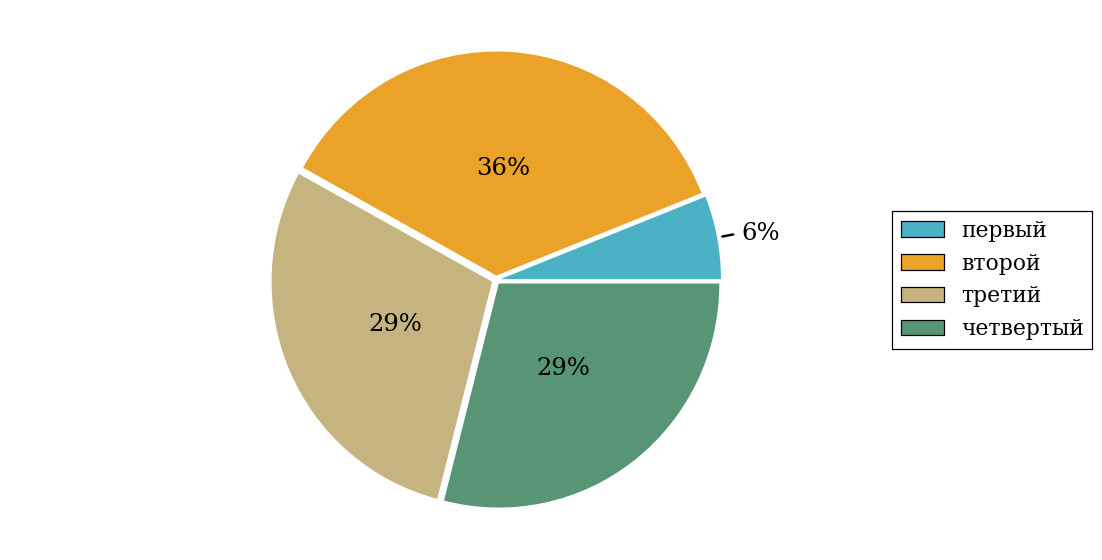 36%
6%
29%
29%
первый
второй
третий
четвертый